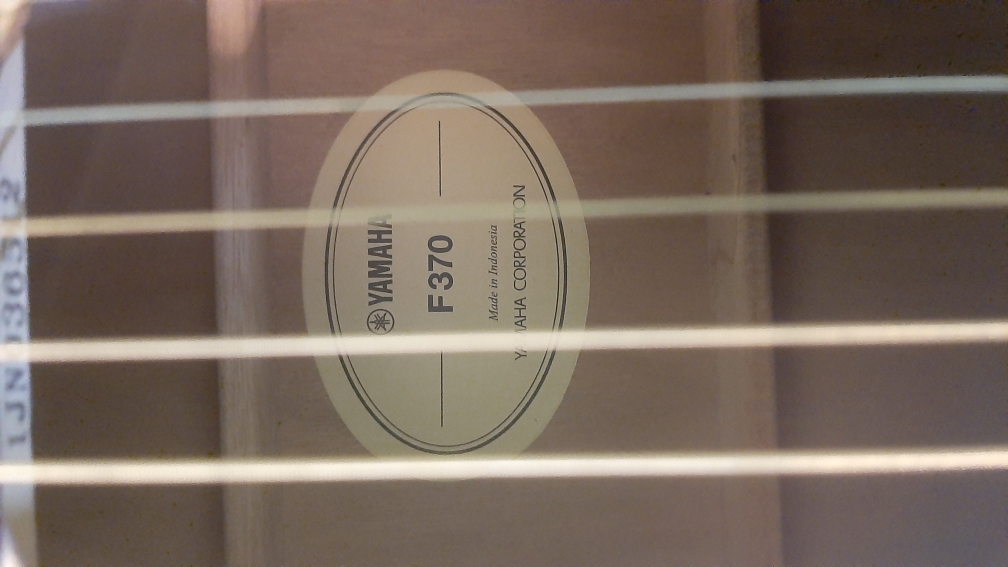 YAMAHA
F370
Made in Indonesia
YAMAHA CORPORATION